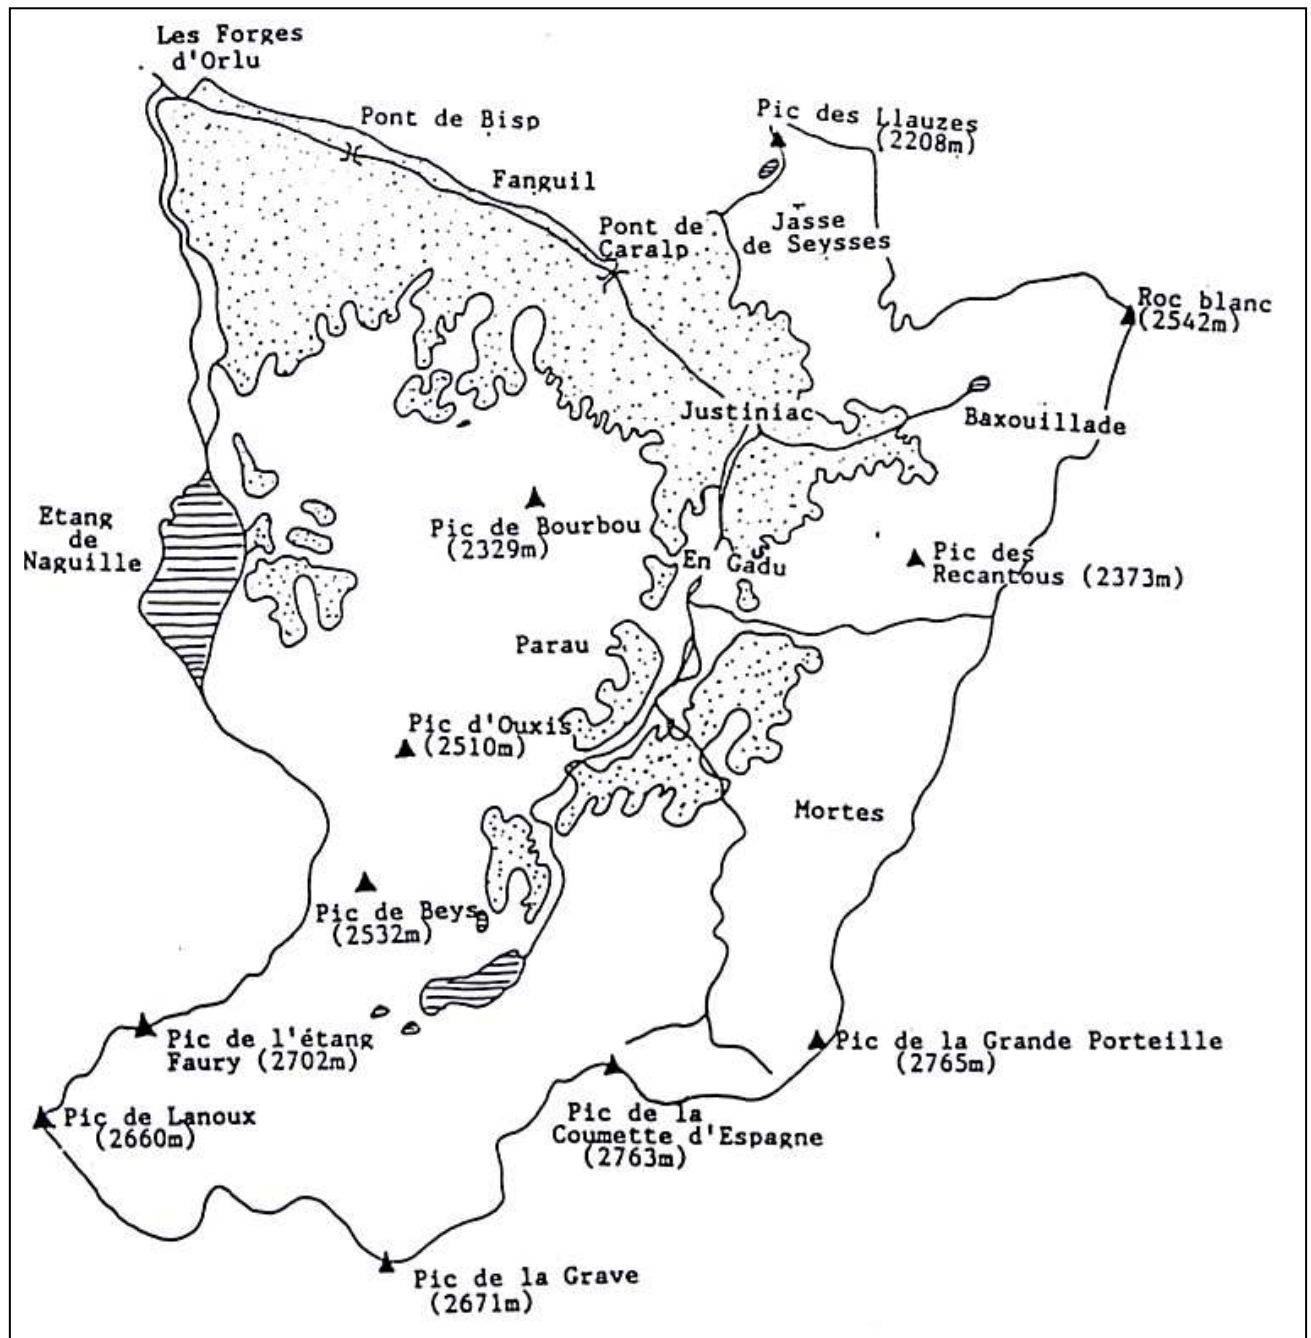 Les Forges
d'Orlu
Pont de Bisp
Pic des Llauzes
(2208m)
Fanguil
Pont de
Caralp
Jasse
de Seysses
Roc blanc
(2542m)
Justiniac
Baxouillade
Etang
de
Naguille
Pic de Bourbou
(2329m)
En Gadu
Pic des
Recantous (2373m)
Parau
Pic d'Ouxis
(2510m)
Mortes
Pic de Beys
(2532m)
Pic de l'étang
Faury (2702m)
Pic de la Grande Porteille
(2765m)
Pic de Lanoux
(2660m)
Pic de la
Coumette d'Espagne
(2763m)
Pic de la Grave
(2671m)